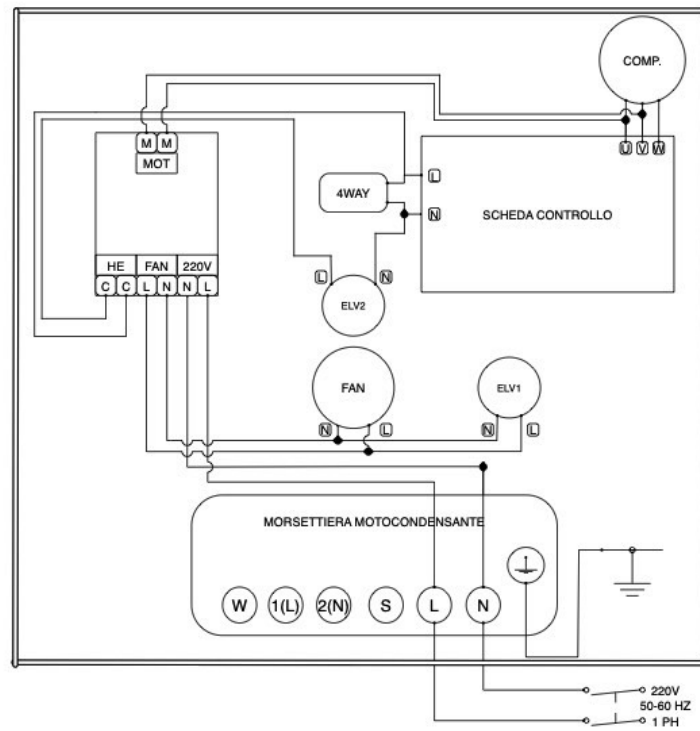 COMP.
M M
MOT
U V W
L
4WAY
N
SCHEDA CONTROLLO
HE FAN 220V
C C L N N L
L N
ELV2
FAN
ELV1
N L
N L
MORSETTIERA MOTOCONDENSANTE
W 1(L) 2(N) S L N
220V
50-60 HZ
1 PH